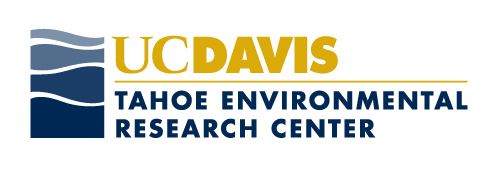 UCDAVIS
TAHOE ENVIRONMENTAL
RESEARCH CENTER